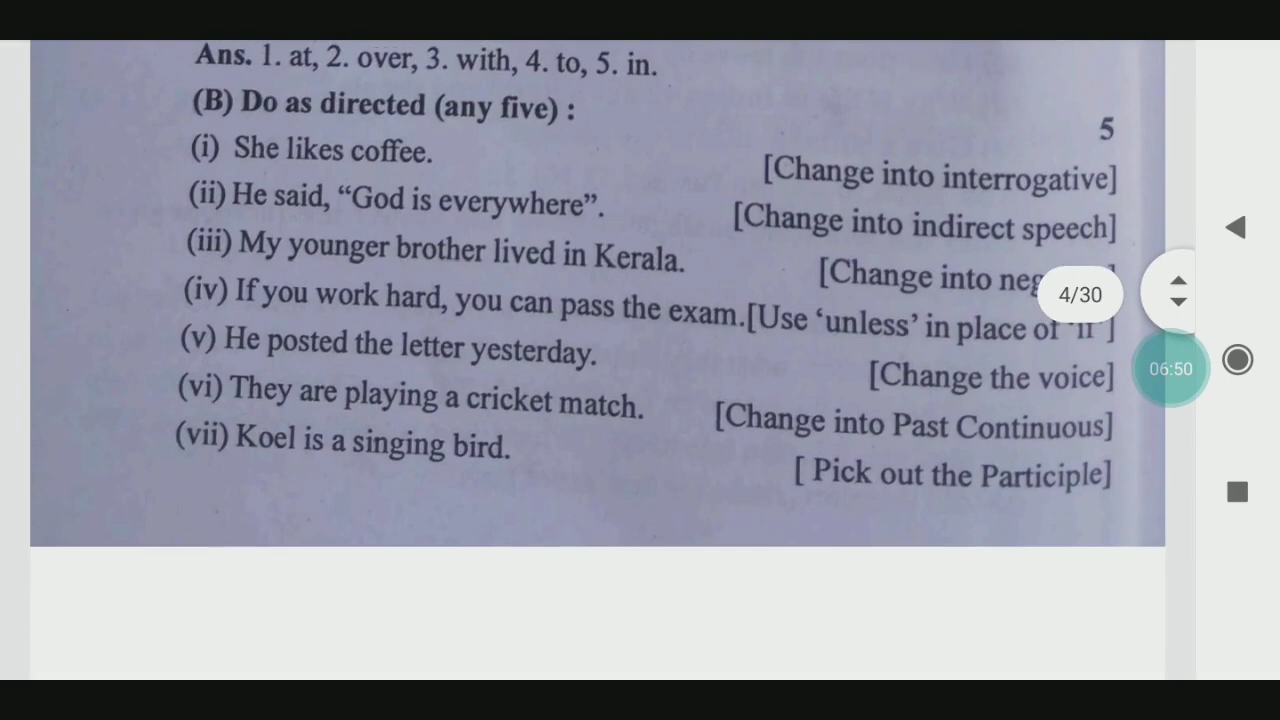 Ans. 1. at, 2. over, 3. with, 4. to, 5. in.
(B) Do as directed (any five) : 5
(i) She likes coffee. [Change into interrogative]
(ii) He said, “God is everywhere”. [Change into indirect speech]
(iii) My younger brother lived in Kerala. [Change into
(iv) If you work hard, you can pass the exam.[Use ‘unless’ in place of ‘if’]
(v) He posted the letter yesterday. [Change the voice]
(vi) They are playing a cricket match. [Change into Past Continuous]
(vii) Koel is a singing bird. [ Pick out the Participle]
4/30
06:50